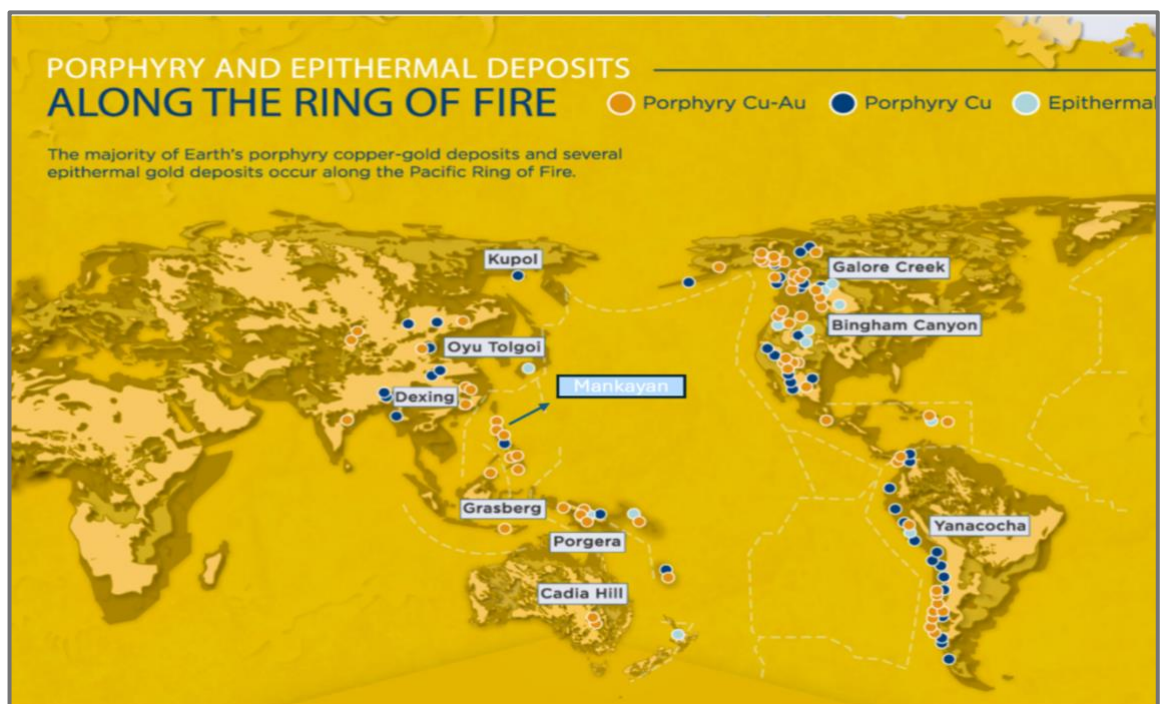 PORPHYRY AND EPITHERMAL DEPOSITS
ALONG THE RING OF FIRE
Porphyry Cu-Au
Porphyry Cu
Epithermal
The majority of Earth's porphyry copper-gold deposits and several
epithermal gold deposits occur along the Pacific Ring of Fire.
Kupol
Galore Creek
Bingham Canyon
Oyu Tolgoi
Mankayan
Dexing
Grasberg
Yanacocha
Porgera
Cadia Hill